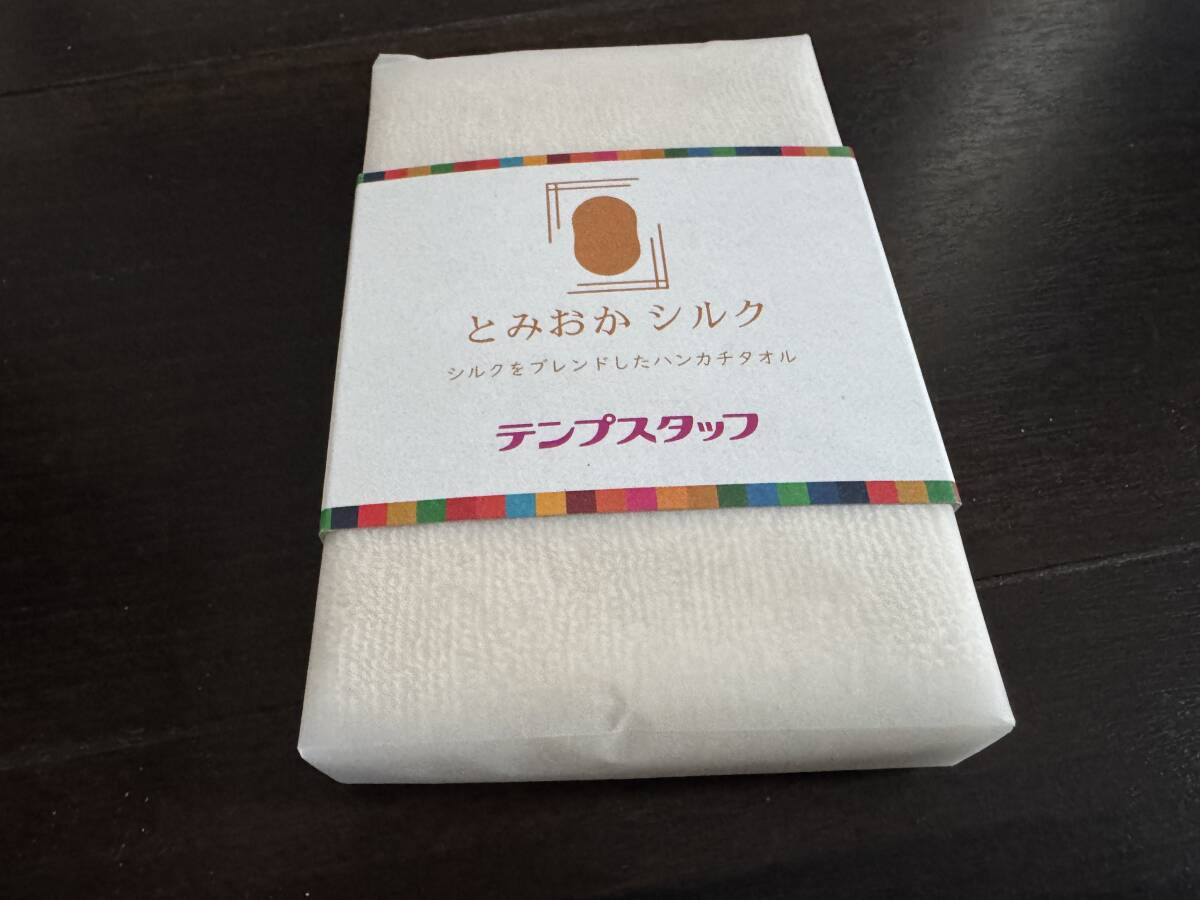 とみおか シルク
シルクをブレンドしたハンカチタオル
テンプスタッフ